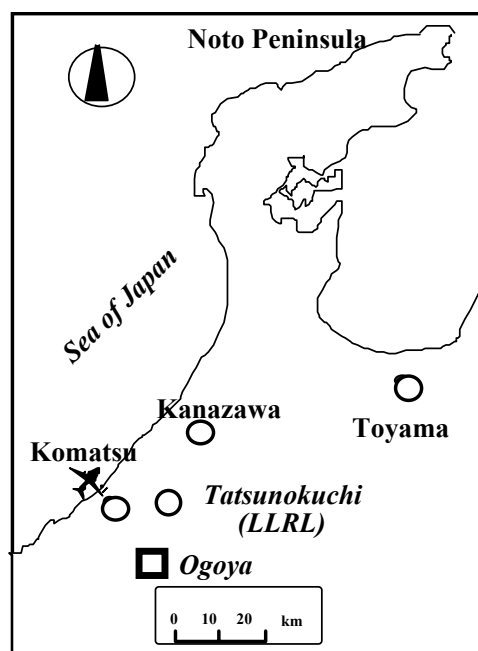 Noto Peninsula
Sea of Japan
Kanazawa
Toyama
Komatsu
Tatsunokuchi
(LLRL)
Ogoya
0 10 20 km